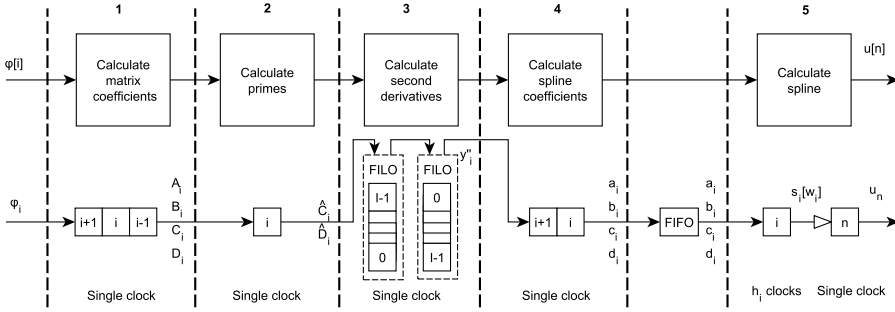 1
2
3
4
5
φ[i]
Calculate
matrix
coefficients
Calculate
primes
Calculate
second
derivatives
Calculate
spline
coefficients
Calculate
spline
u[n]
φi
i+1 i i-1
Ai
Bi
Ci
Di
i
Ĉi
D̂i
FILO
I-1
0
FILO
0
I-1
y"i
i+1 i
ai
bi
ci
di
FIFO
ai
bi
ci
di
i
si[wi]
n
un
Single clock
Single clock
Single clock
Single clock
hi clocks
Single clock